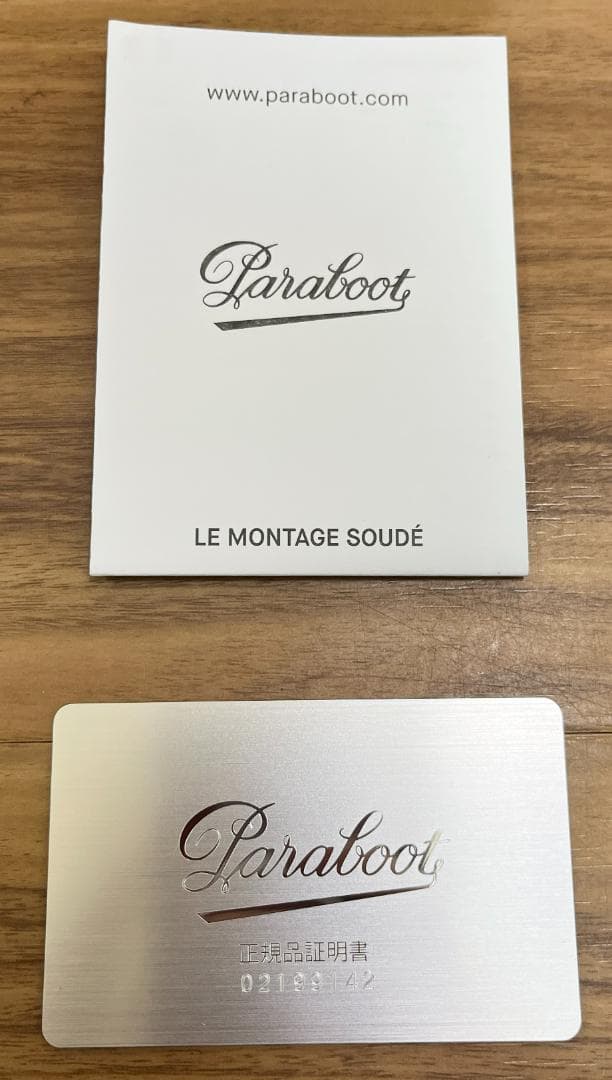 www.paraboot.com
Paraboot
LE MONTAGE SOUDÉ
Paraboot
正規品証明書
02199142